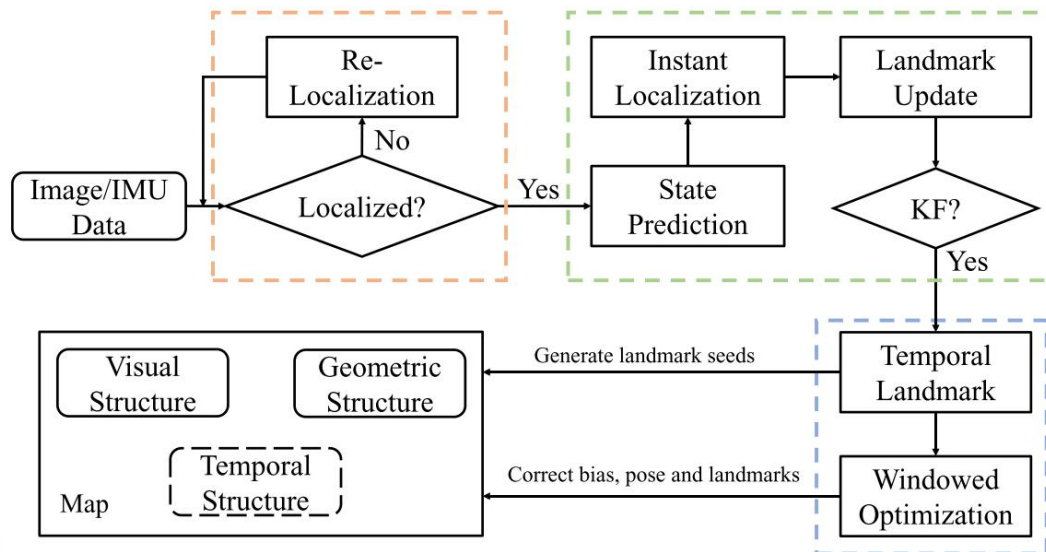 Re-
Localization
No
Image/IMU
Data
Localized?
Yes
Instant
Localization
Landmark
Update
State
Prediction
KF?
Yes
Visual
Structure
Geometric
Structure
Temporal
Structure
Map
Generate landmark seeds
Correct bias, pose and landmarks
Temporal
Landmark
Windowed
Optimization